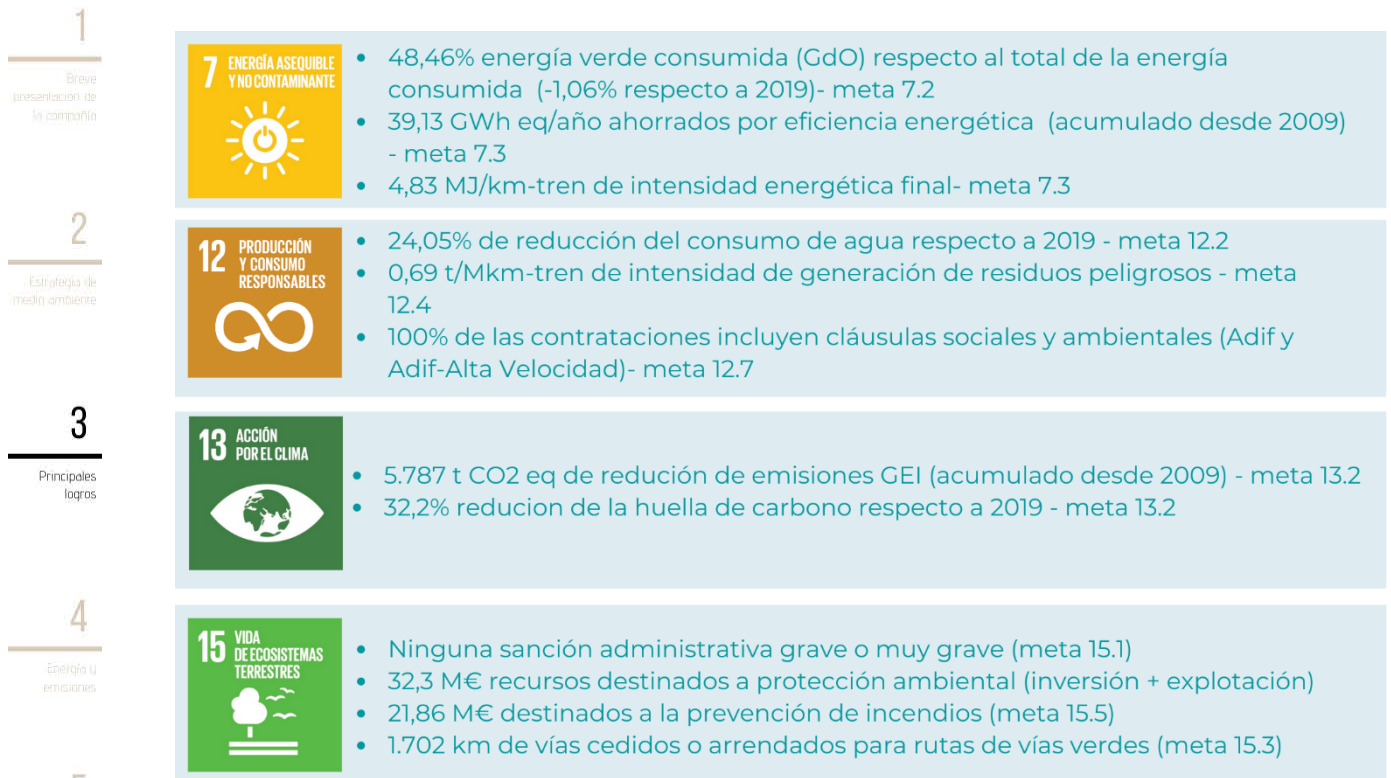 1
Breve
presentación de
la compañía
2
Estrategia de
medio ambiente
3
Principales
logros
4
Energía y
emisiones
7 ENERGÍA ASEQUIBLE
Y NO CONTAMINANTE
• 48,46% energía verde consumida (GdO) respecto al total de la energía
consumida (-1,06% respecto a 2019)- meta 7.2
• 39,13 GWh eq/año ahorrados por eficiencia energética (acumulado desde 2009)
- meta 7.3
• 4,83 MJ/km-tren de intensidad energética final- meta 7.3
12 PRODUCCIÓN
Y CONSUMO
RESPONSABLES
• 24,05% de reducción del consumo de agua respecto a 2019 - meta 12.2
• 0,69 t/Mkm-tren de intensidad de generación de residuos peligrosos - meta
12.4
• 100% de las contrataciones incluyen cláusulas sociales y ambientales (Adif y
Adif-Alta Velocidad)- meta 12.7
13 ACCIÓN
POR EL CLIMA
• 5.787 t CO2 eq de redución de emisiones GEI (acumulado desde 2009) - meta 13.2
• 32,2% reducion de la huella de carbono respecto a 2019 - meta 13.2
15 VIDA
DE ECOSISTEMAS
TERRESTRES
• Ninguna sanción administrativa grave o muy grave (meta 15.1)
• 32,3 M€ recursos destinados a protección ambiental (inversión + explotación)
• 21,86 M€ destinados a la prevención de incendios (meta 15.5)
• 1.702 km de vías cedidos o arrendados para rutas de vías verdes (meta 15.3)